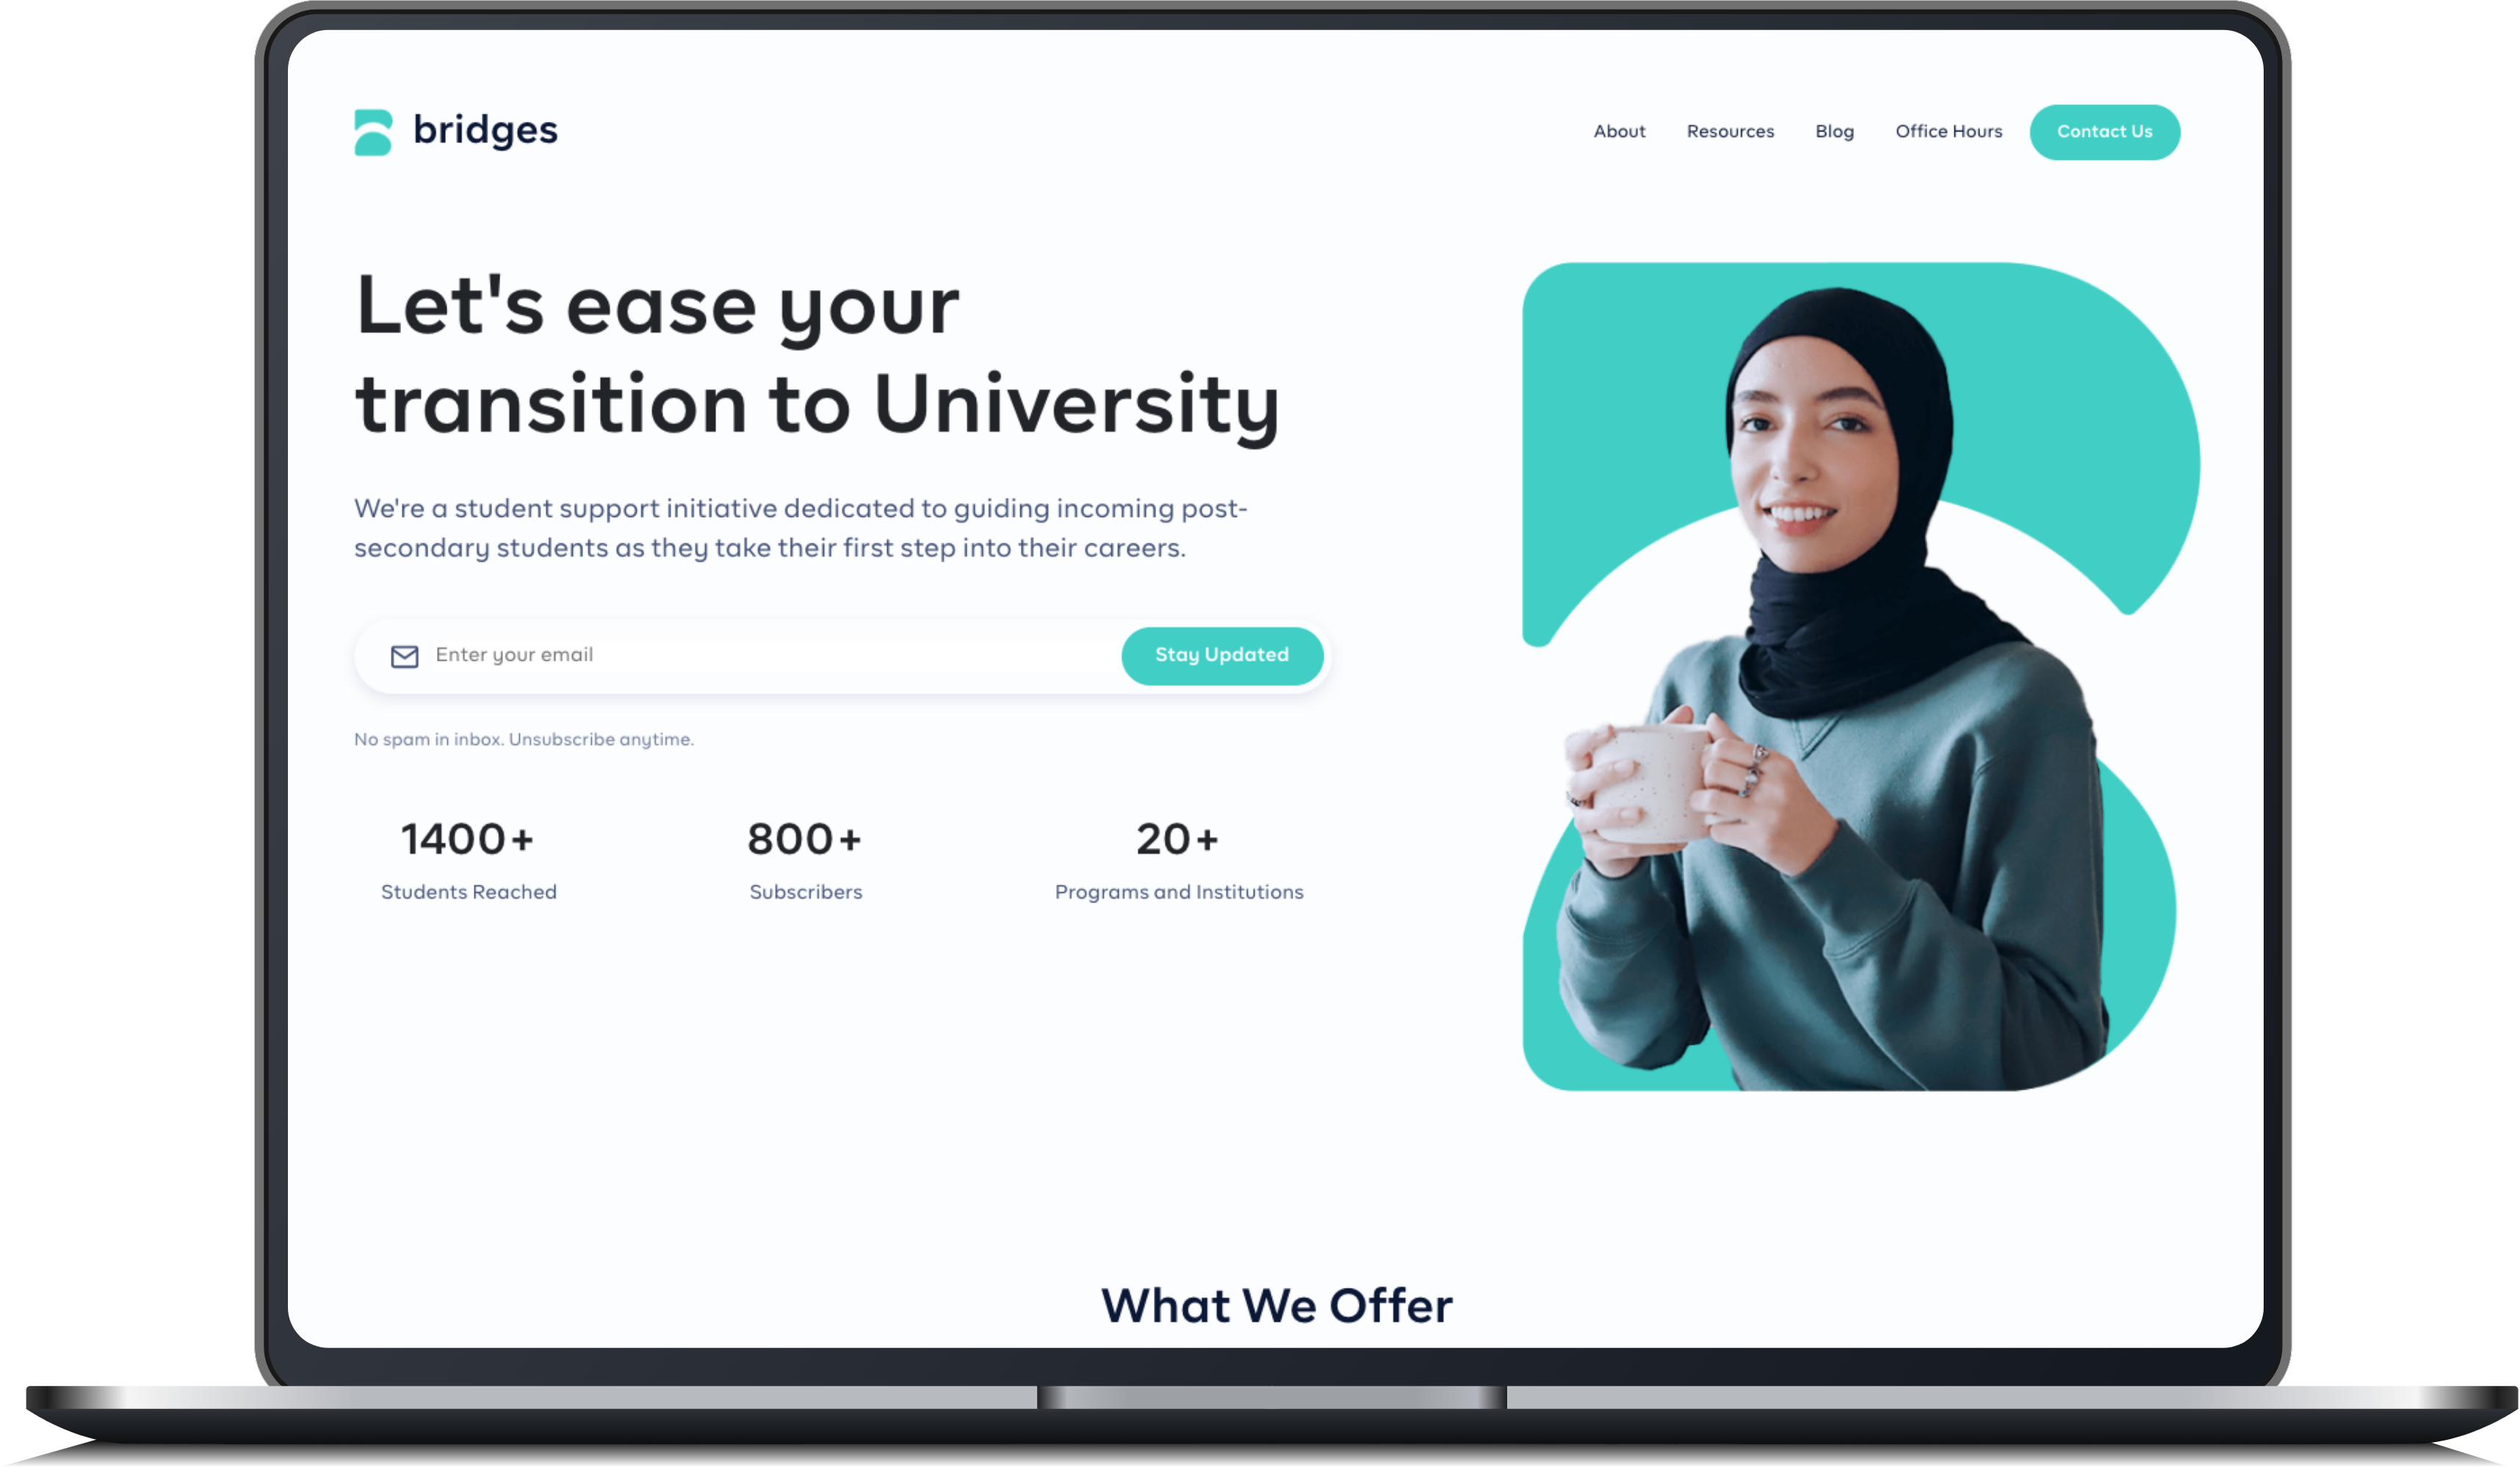 bridges
About
Resources
Blog
Office Hours
Contact Us
Let's ease your
transition to University
We're a student support initiative dedicated to guiding incoming post-
secondary students as they take their first step into their careers.
Enter your email
Stay Updated
No spam in inbox. Unsubscribe anytime.
1400+
Students Reached
800+
Subscribers
20+
Programs and Institutions
What We Offer